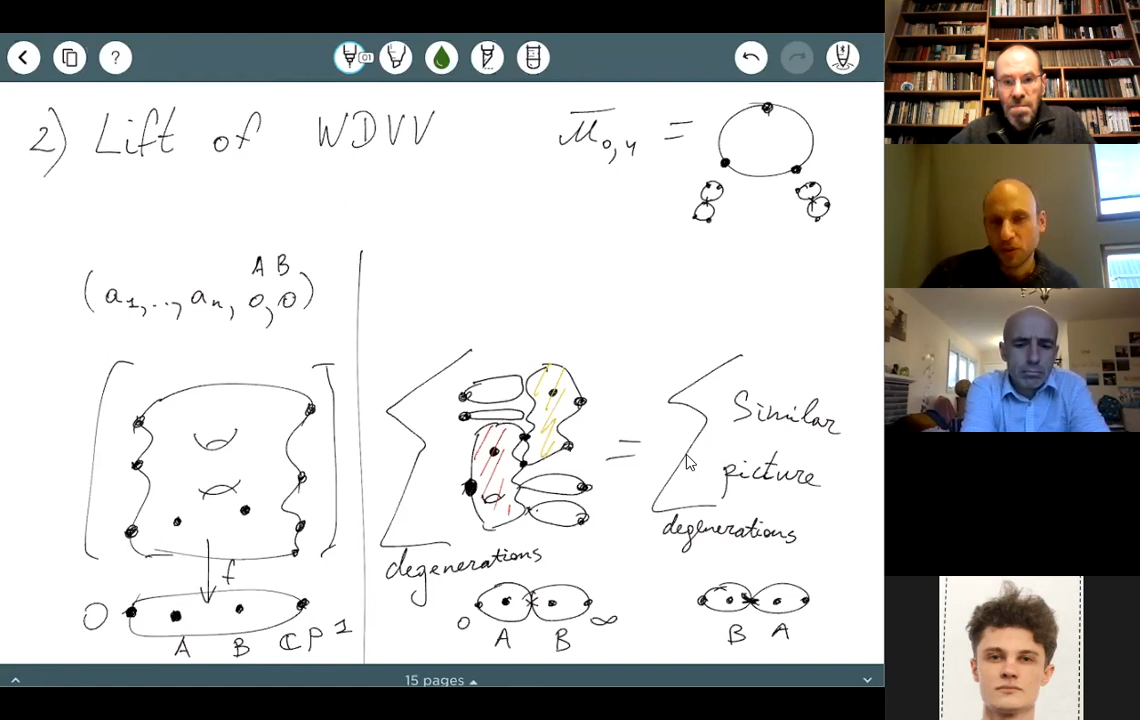 01
2) Lift of WDVV
M̄0,4 =
A B
(a1, .., an, 0, 0)
Similar
picture
=
degenerations
degenerations
f
0
A B CP1
0 A B ∞
B A
15 pages